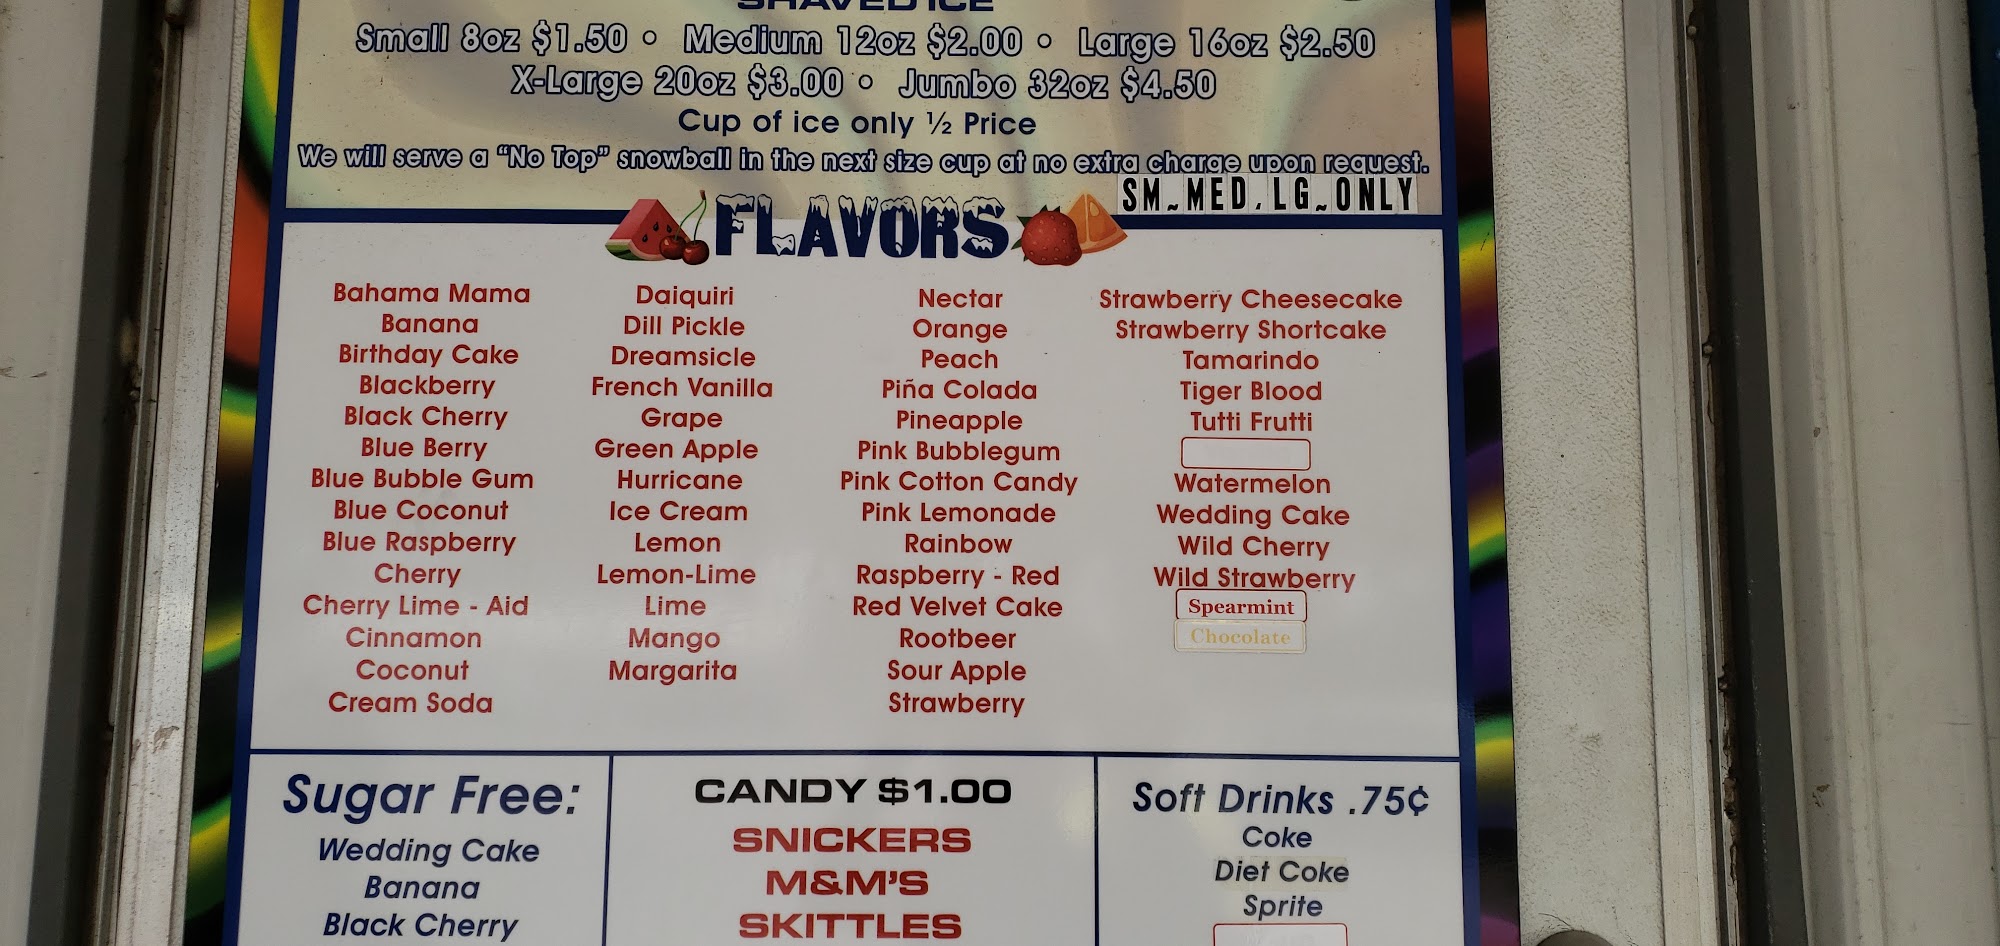 SHAVED ICE
Small 8oz $1.50 • Medium 12oz $2.00 • Large 16oz $2.50
X-Large 20oz $3.00 • Jumbo 32oz $4.50
Cup of ice only ½ Price
We will serve a “No Top” snowball in the next size cup at no extra charge upon request.
SM~MED, LG~ONLY
FLAVORS
Bahama Mama
Banana
Birthday Cake
Blackberry
Black Cherry
Blue Berry
Blue Bubble Gum
Blue Coconut
Blue Raspberry
Cherry
Cherry Lime - Aid
Cinnamon
Coconut
Cream Soda
Daiquiri
Dill Pickle
Dreamsicle
French Vanilla
Grape
Green Apple
Hurricane
Ice Cream
Lemon
Lemon-Lime
Lime
Mango
Margarita
Nectar
Orange
Peach
Piña Colada
Pineapple
Pink Bubblegum
Pink Cotton Candy
Pink Lemonade
Rainbow
Raspberry - Red
Red Velvet Cake
Rootbeer
Sour Apple
Strawberry
Strawberry Cheesecake
Strawberry Shortcake
Tamarindo
Tiger Blood
Tutti Frutti
Watermelon
Wedding Cake
Wild Cherry
Wild Strawberry
Spearmint
Chocolate
Sugar Free:
Wedding Cake
Banana
Black Cherry
CANDY $1.00
SNICKERS
M&M'S
SKITTLES
Soft Drinks .75¢
Coke
Diet Coke
Sprite